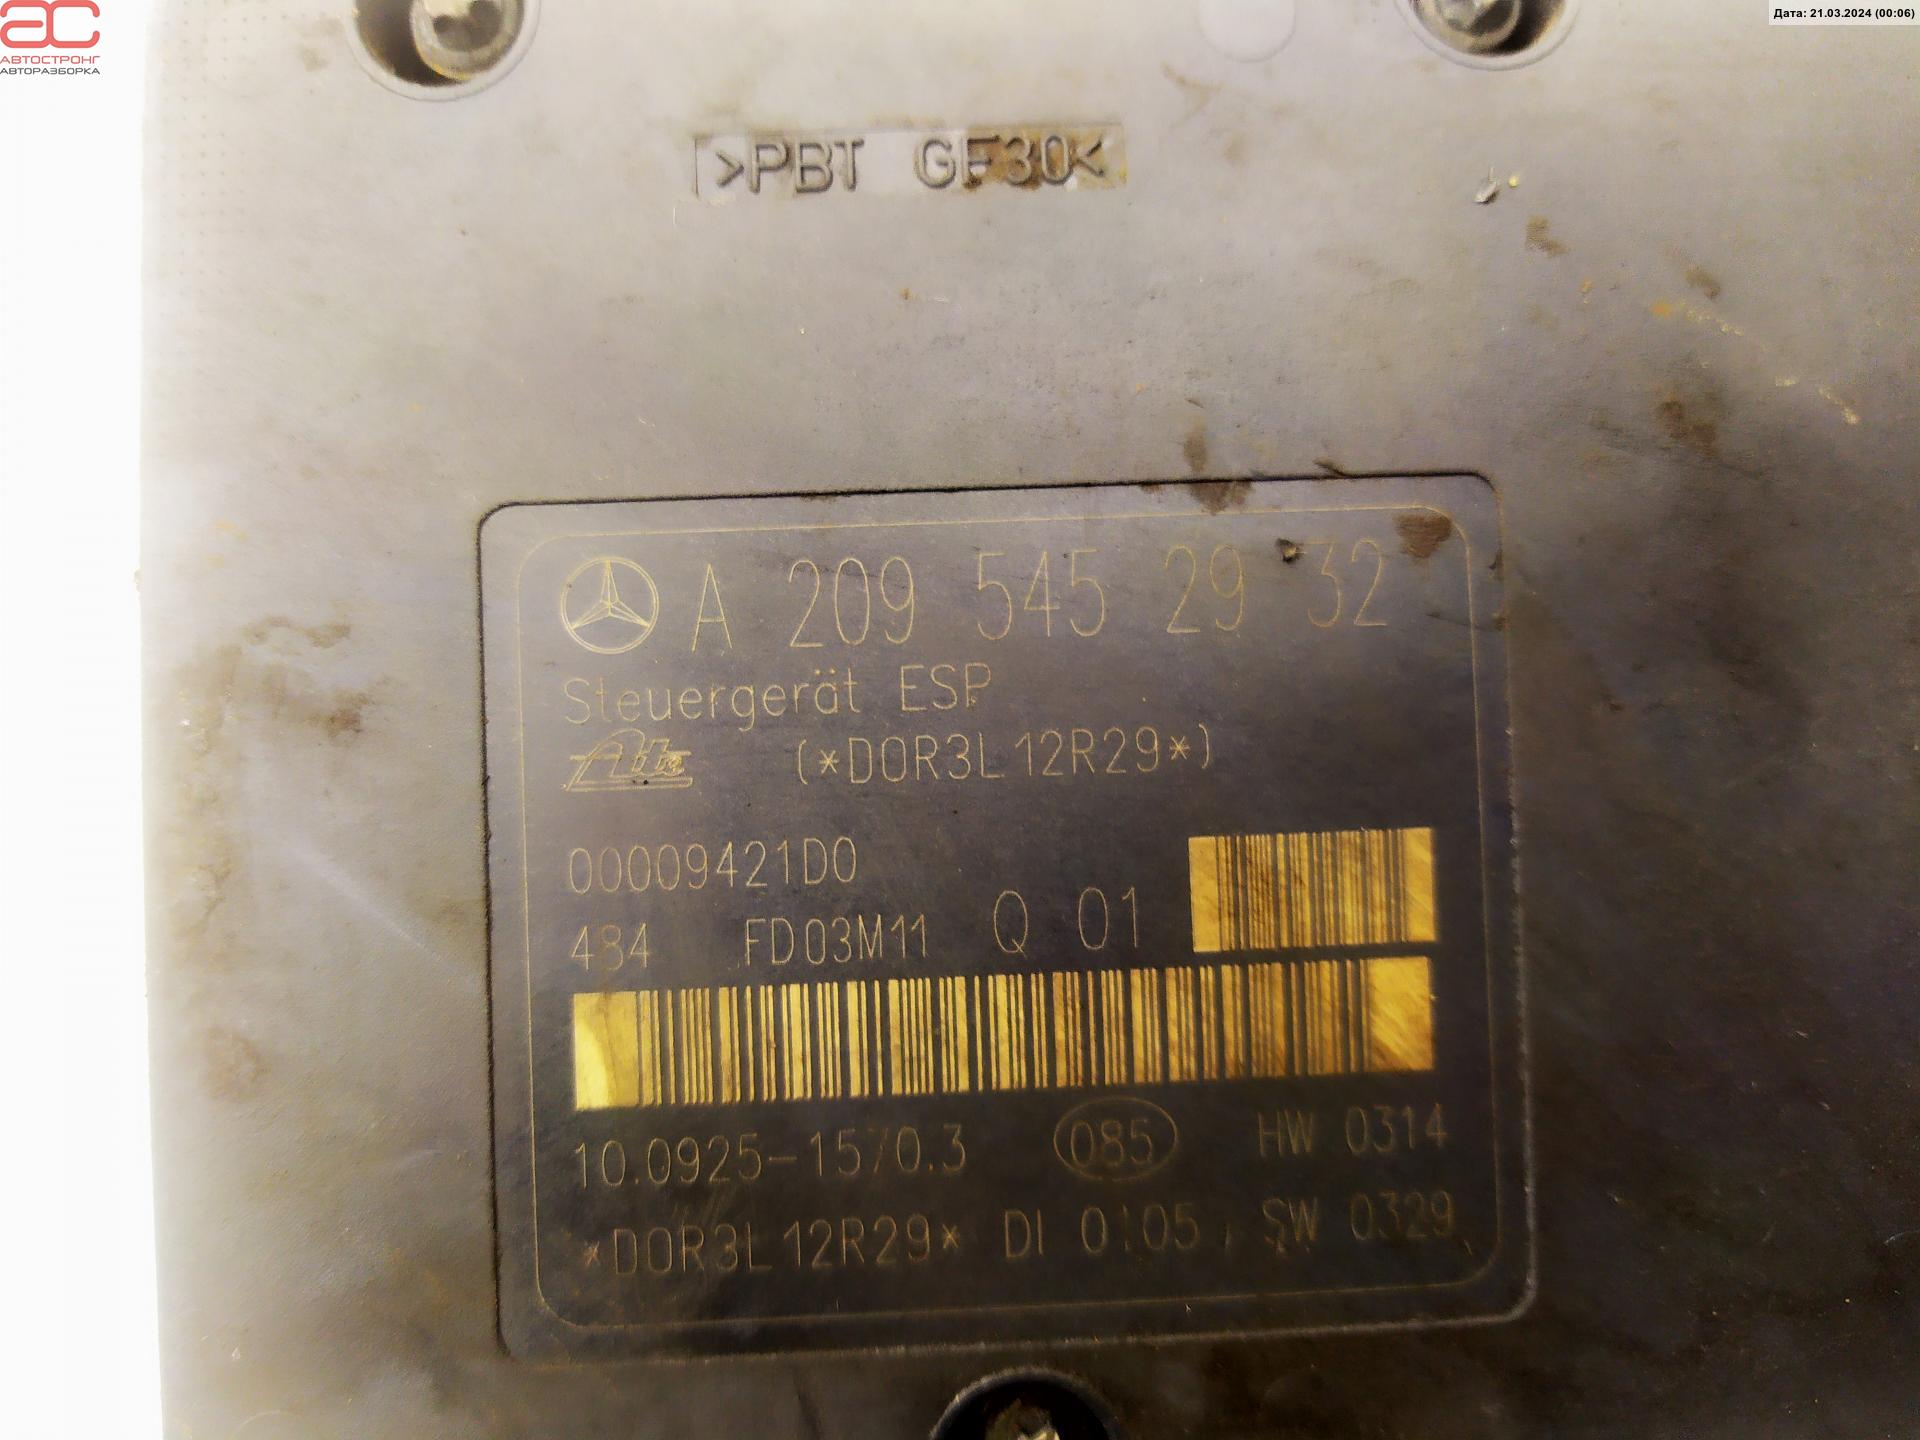 АВТОСТРОНГ
АВТОРАЗБОРКА
Дата: 21.03.2024 (00:06)
>PBT GF30<
A 209 545 29 32
Steuergerät ESP
Ate (*D0R3L12R29*)
00009421D0
484 FD03M11 Q 01
10.0925-1570.3 085 HW 0314
*D0R3L12R29* DI 0105, SW 0329